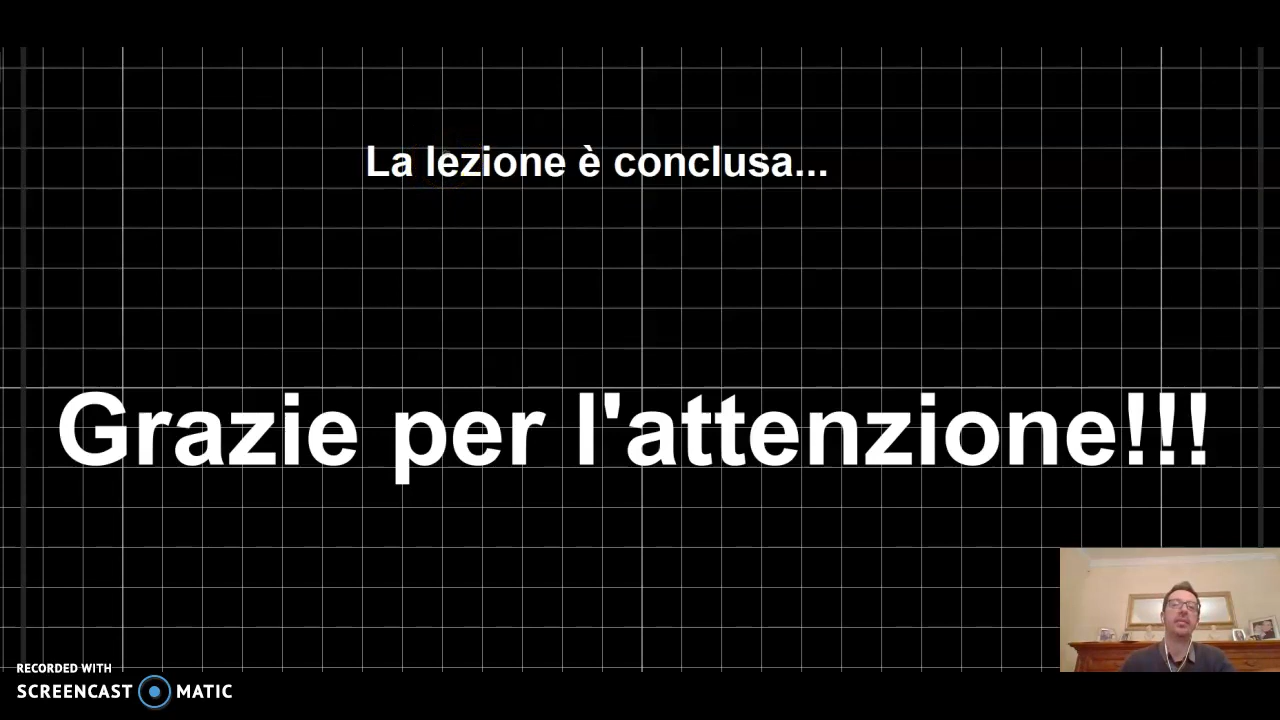 La lezione è conclusa...
Grazie per l'attenzione!!!
RECORDED WITH
SCREENCAST MATIC